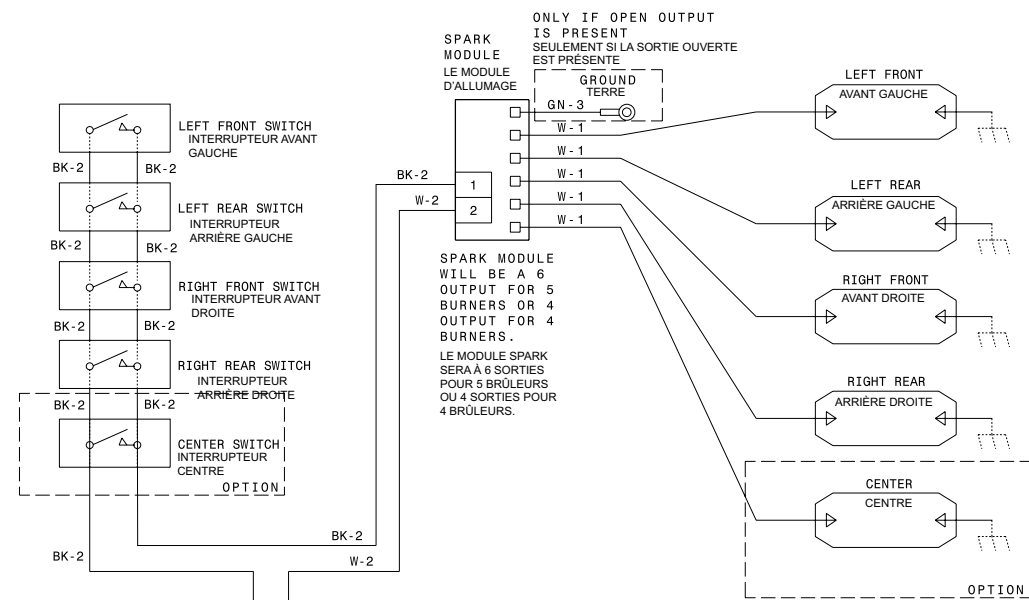 ONLY IF OPEN OUTPUT
IS PRESENT
SEULEMENT SI LA SORTIE OUVERTE
EST PRÉSENTE
SPARK
MODULE
LE MODULE
D'ALLUMAGE
GROUND
TERRE
GN-3
W-1
W-1
W-1
W-1
W-1
BK-2
1
W-2
2
SPARK MODULE
WILL BE A 6
OUTPUT FOR 5
BURNERS OR 4
OUTPUT FOR 4
BURNERS.
LE MODULE SPARK
SERA À 6 SORTIES
POUR 5 BRÛLEURS
OU 4 SORTIES POUR
4 BRÛLEURS.
LEFT FRONT SWITCH
INTERRUPTEUR AVANT
GAUCHE
BK-2
BK-2
LEFT REAR SWITCH
INTERRUPTEUR
ARRIÈRE GAUCHE
BK-2
BK-2
RIGHT FRONT SWITCH
INTERRUPTEUR AVANT
DROITE
BK-2
BK-2
RIGHT REAR SWITCH
INTERRUPTEUR
ARRIÈRE DROITE
BK-2
BK-2
CENTER SWITCH
INTERRUPTEUR
CENTRE
OPTION
BK-2
BK-2
W-2
LEFT FRONT
AVANT GAUCHE
LEFT REAR
ARRIÈRE GAUCHE
RIGHT FRONT
AVANT DROITE
RIGHT REAR
ARRIÈRE DROITE
CENTER
CENTRE
OPTION